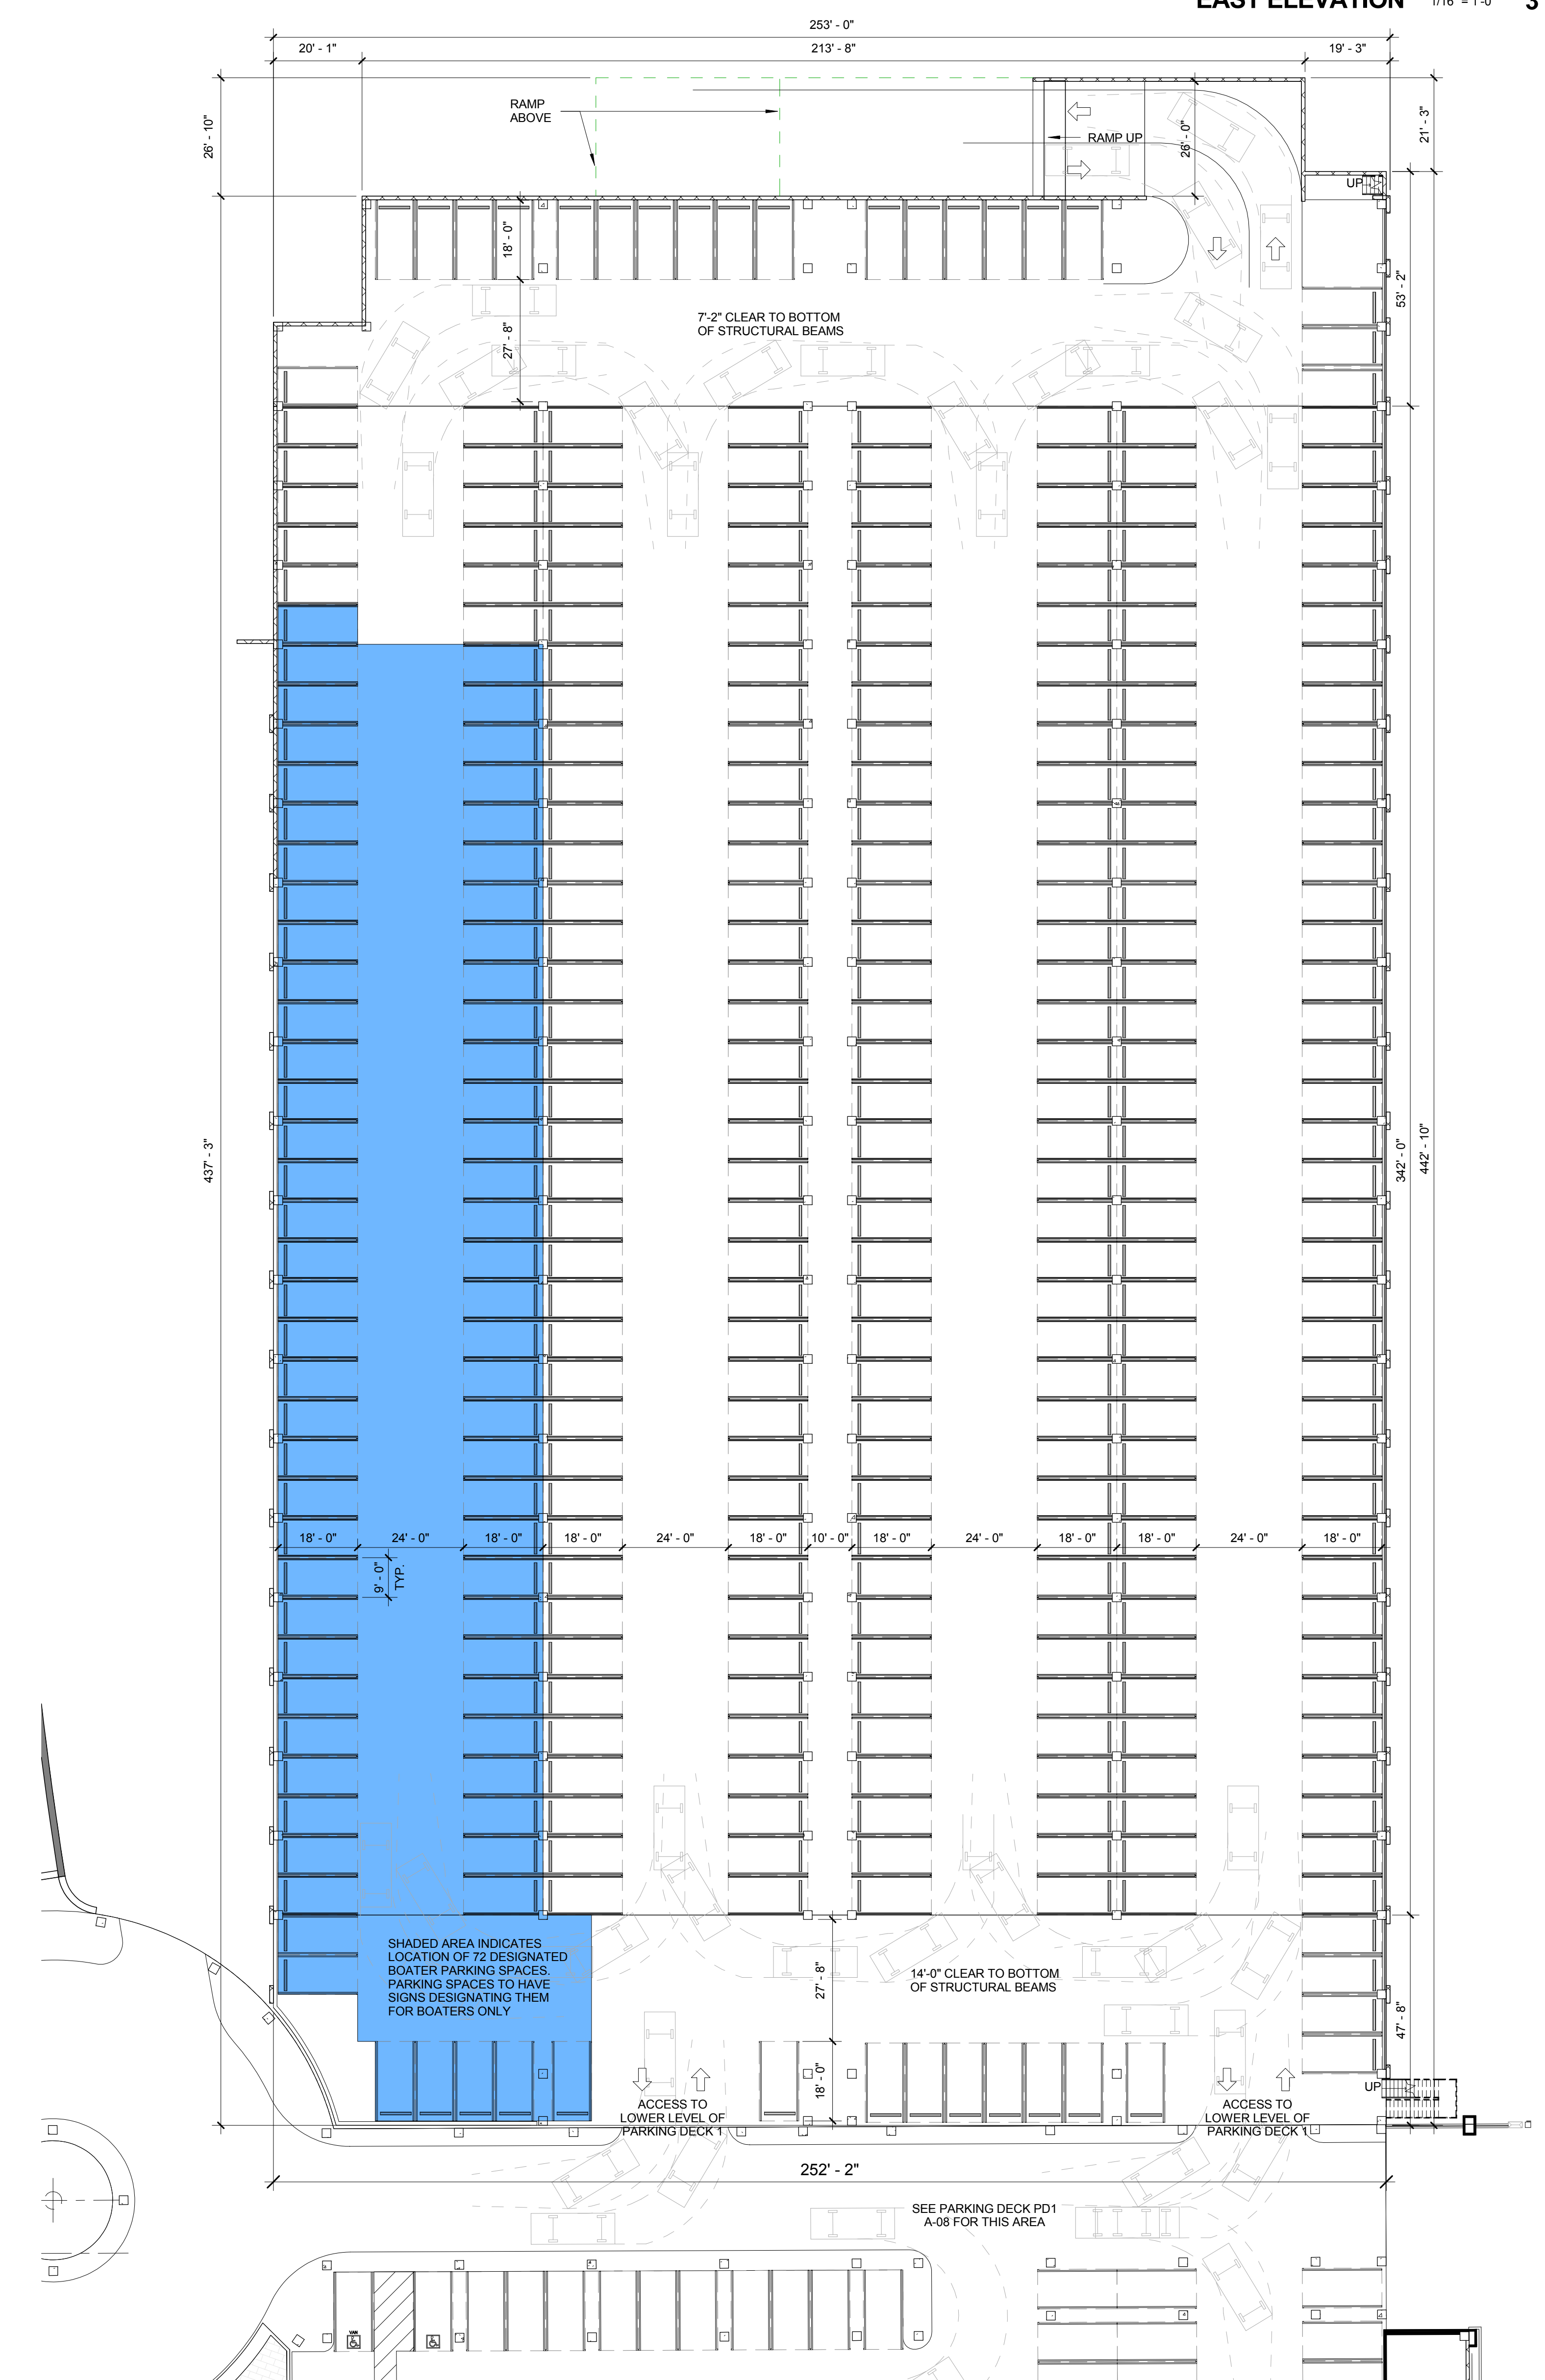 EAST ELEVATION
1/16" = 1'-0"
3
253' - 0"
20' - 1"
213' - 8"
19' - 3"
26' - 10"
RAMP
ABOVE
RAMP UP
26' - 0"
21' - 3"
UP
18' - 0"
27' - 8"
7'-2" CLEAR TO BOTTOM
OF STRUCTURAL BEAMS
53' - 2"
437' - 3"
342' - 0"
442' - 10"
18' - 0"
24' - 0"
18' - 0"
18' - 0"
24' - 0"
18' - 0"
10' - 0"
18' - 0"
24' - 0"
18' - 0"
18' - 0"
24' - 0"
18' - 0"
9' - 0"
TYP.
SHADED AREA INDICATES
LOCATION OF 72 DESIGNATED
BOATER PARKING SPACES.
PARKING SPACES TO HAVE
SIGNS DESIGNATING THEM
FOR BOATERS ONLY
27' - 8"
14'-0" CLEAR TO BOTTOM
OF STRUCTURAL BEAMS
47' - 8"
18' - 0"
UP
ACCESS TO
LOWER LEVEL OF
PARKING DECK 1
ACCESS TO
LOWER LEVEL OF
PARKING DECK 1
252' - 2"
SEE PARKING DECK PD1
A-08 FOR THIS AREA
VAN